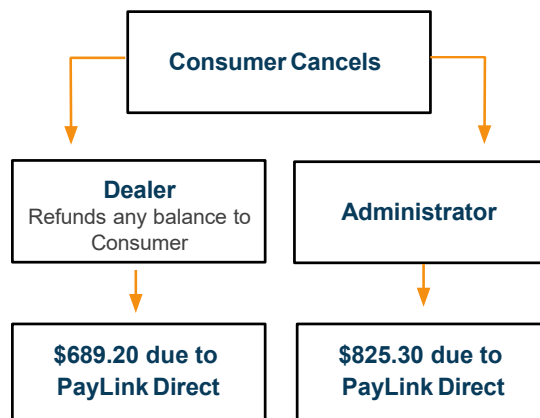 Consumer Cancels
Dealer
Refunds any balance to
Consumer
Administrator
$689.20 due to
PayLink Direct
$825.30 due to
PayLink Direct